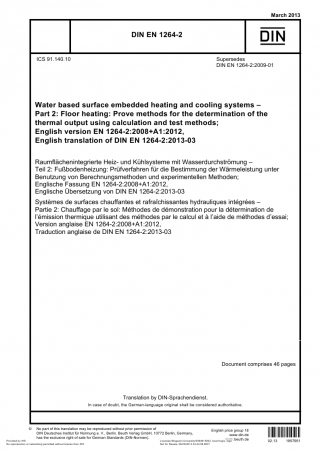 March 2013
DIN EN 1264-2
DIN
ICS 91.140.10
Supersedes
DIN EN 1264-2:2009-01
Water based surface embedded heating and cooling systems –
Part 2: Floor heating: Prove methods for the determination of the
thermal output using calculation and test methods;
English version EN 1264-2:2008+A1:2012,
English translation of DIN EN 1264-2:2013-03
Raumflächenintegrierte Heiz- und Kühlsysteme mit Wasserdurchströmung –
Teil 2: Fußbodenheizung: Prüfverfahren für die Bestimmung der Wärmeleistung unter
Benutzung von Berechnungsmethoden und experimentellen Methoden;
Englische Fassung EN 1264-2:2008+A1:2012,
Englische Übersetzung von DIN EN 1264-2:2013-03
Systèmes de surfaces chauffantes et rafraîchissantes hydrauliques intégrées –
Partie 2: Chauffage par le sol: Méthodes de démonstration pour la détermination de
l'émission thermique utilisant des méthodes par le calcul et à l'aide de méthodes d'essai;
Version anglaise EN 1264-2:2008+A1:2012,
Traduction anglaise de DIN EN 1264-2:2013-03
Document comprises 46 pages
Translation by DIN-Sprachendienst.
In case of doubt, the German-language original shall be considered authoritative.
© No part of this translation may be reproduced without prior permission of
DIN Deutsches Institut für Normung e. V., Berlin. Beuth Verlag GmbH, 10772 Berlin, Germany,
has the exclusive right of sale for German Standards (DIN-Normen).
English price group 18
www.din.de
www.beuth.de